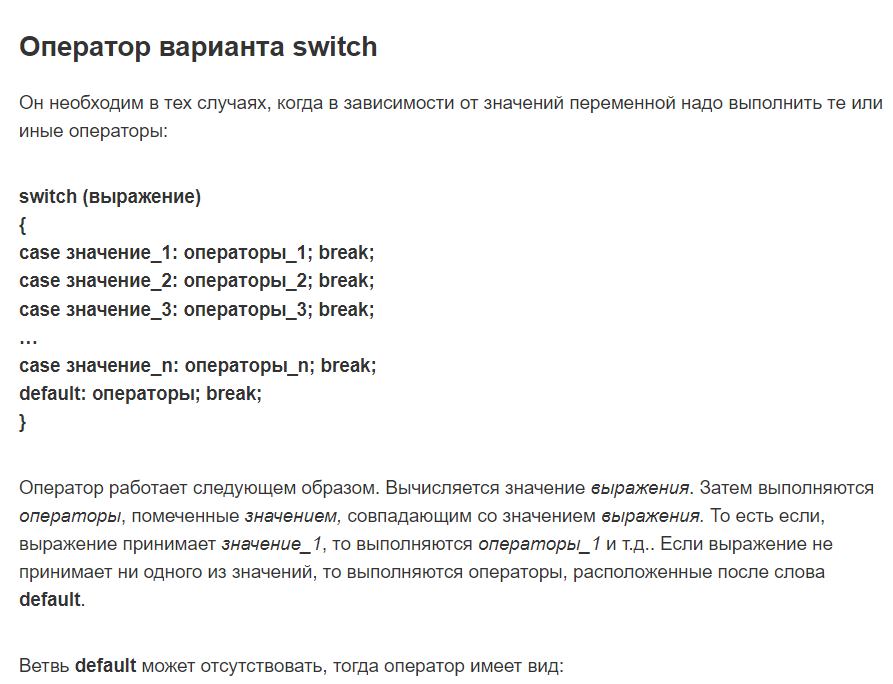 Оператор варианта switch
Он необходим в тех случаях, когда в зависимости от значений переменной надо выполнить те или
иные операторы:
switch (выражение)
{
case значение_1: операторы_1; break;
case значение_2: операторы_2; break;
case значение_3: операторы_3; break;
…
case значение_n: операторы_n; break;
default: операторы; break;
}
Оператор работает следующем образом. Вычисляется значение выражения. Затем выполняются
операторы, помеченные значением, совпадающим со значением выражения. То есть если,
выражение принимает значение_1, то выполняются операторы_1 и т.д.. Если выражение не
принимает ни одного из значений, то выполняются операторы, расположенные после слова
default.
Ветвь default может отсутствовать, тогда оператор имеет вид: